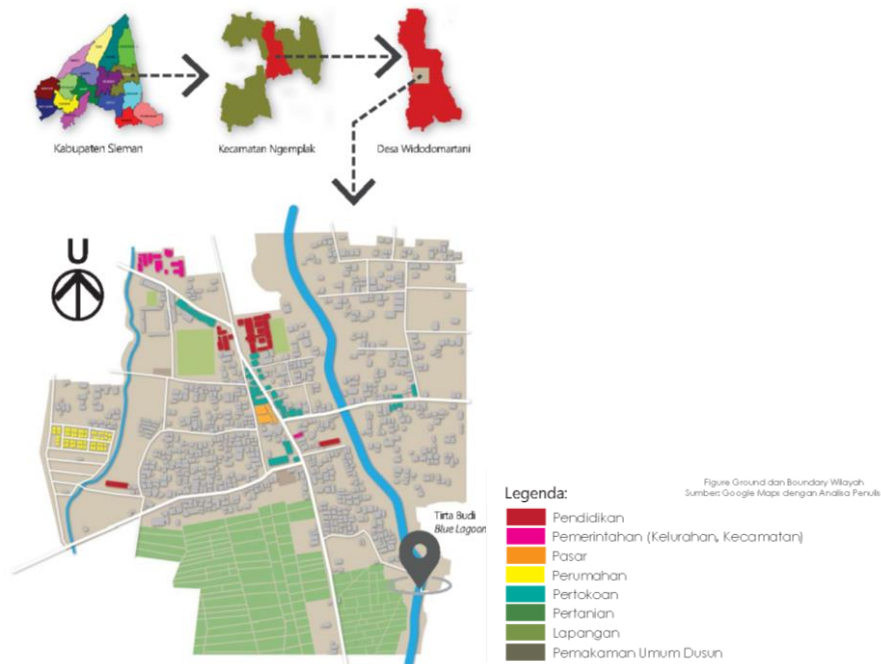 Kabupaten Sleman
Kecamatan Ngemplak
Desa Widodomartani
U
Tirta Budi
Blue Lagoon
Figure Ground dan Boundary Wilayah
Sumber: Google Maps dengan Analisa Penulis
Legenda:
Pendidikan
Pemerintahan (Kelurahan, Kecamatan)
Pasar
Perumahan
Pertokoan
Pertanian
Lapangan
Pemakaman Umum Dusun